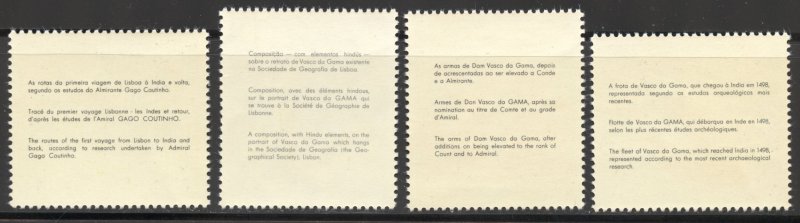 As rotas da primeira viagem de Lisboa à Índia e volta,
segundo os estudos do Almirante Gago Coutinho.
Tracé du premier voyage Lisbonne - les Indes et retour,
d'après les études de l'Amiral GAGO COUTINHO.
The routes of the first voyage from Lisbon to India and
back, according to research undertaken by Admiral
Gago Coutinho.
Composição — com elementos hindús —
sobre o retrato de Vasco da Gama existente
na Sociedade de Geografia de Lisboa.
Composition, avec des éléments hindous,
sur le portrait de Vasco da GAMA qui
se trouve à la Société de Géographie de
Lisbonne.
A composition, with Hindu elements, on the
portrait of Vasco da Gama which hangs
in the Sociedade de Geografia (the Geo-
graphical Society), Lisbon.
As armas de Dom Vasco da Gama, depois
de acrescentadas ao ser elevado a Conde
e a Almirante.
Armes de Don Vasco da GAMA, après sa
nomination au titre de Comte et au grade
d'Amiral.
The arms of Dom Vasco da Gama, after
additions on being elevated to the rank
of Count and to Admiral.
A frota de Vasco da Gama, que chegou à Índia em 1498,
representada segundo os estudos arqueológicos mais
recentes.
Flotte de Vasco da GAMA, qui débarqua en Inde en 1498,
selon les plus récentes études archéologiques.
The fleet of Vasco da Gama, which reached India in 1498,
represented according to the most recent archaeological
research.